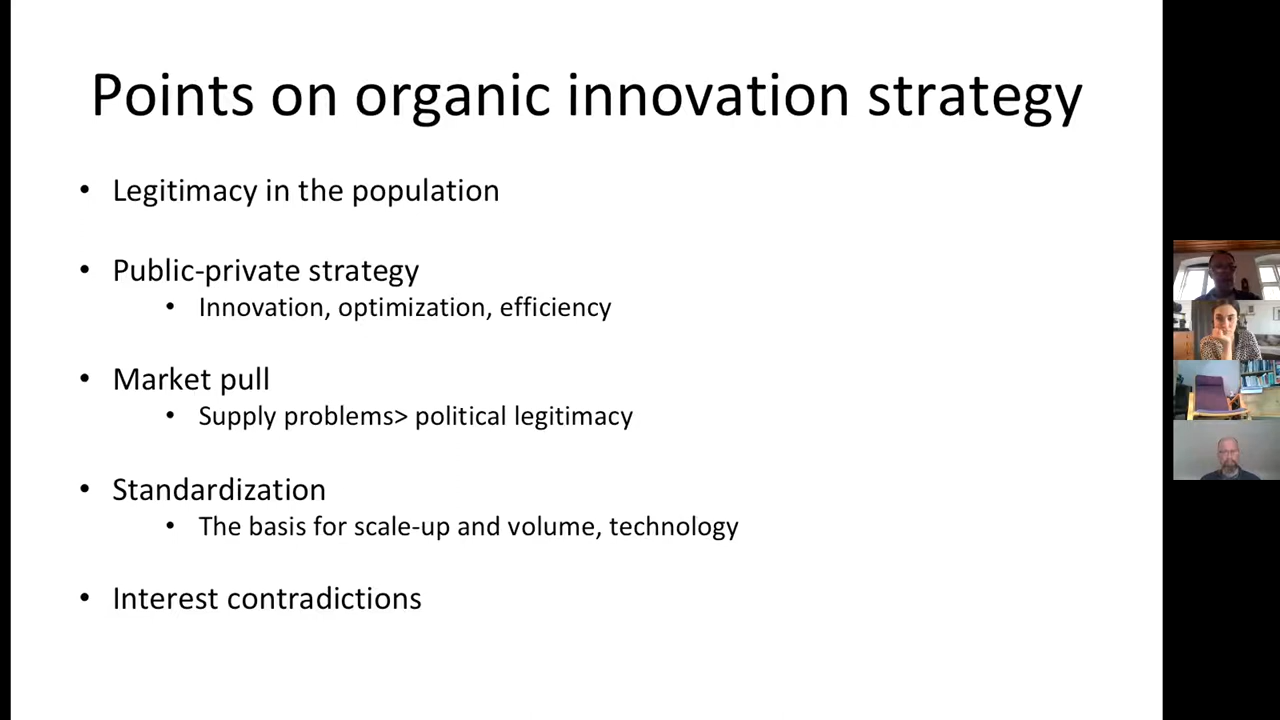 Points on organic innovation strategy
• Legitimacy in the population
• Public-private strategy
• Innovation, optimization, efficiency
• Market pull
• Supply problems> political legitimacy
• Standardization
• The basis for scale-up and volume, technology
• Interest contradictions